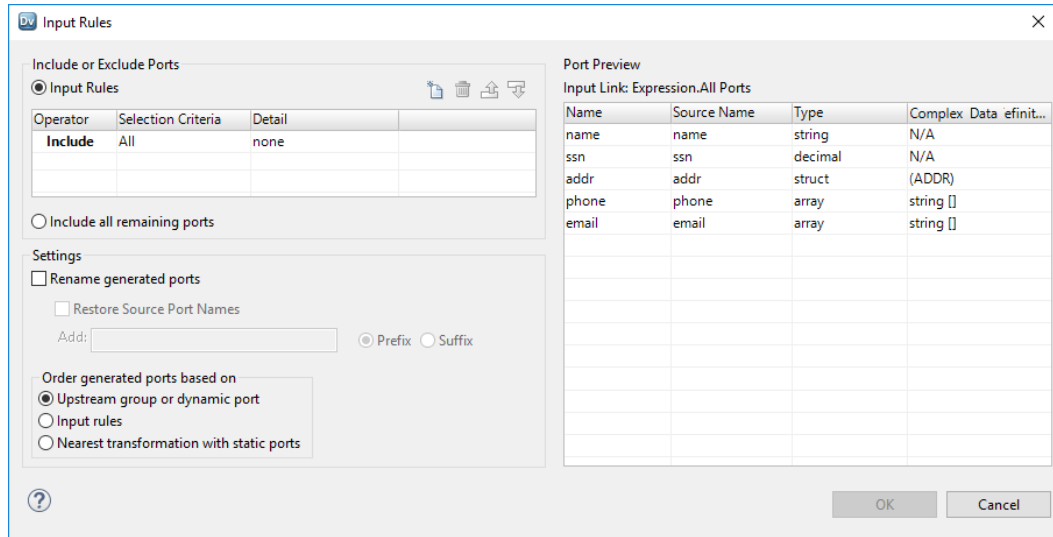 Dv Input Rules
Include or Exclude Ports
Input Rules
Operator Selection Criteria Detail
Include All none
Include all remaining ports
Settings
Rename generated ports
Restore Source Port Names
Add: Prefix Suffix
Order generated ports based on
Upstream group or dynamic port
Input rules
Nearest transformation with static ports
Port Preview
Input Link: Expression.All Ports
Name Source Name Type Complex Data efinit...
name name string N/A
ssn ssn decimal N/A
addr addr struct (ADDR)
phone phone array string []
email email array string []
?
OK Cancel